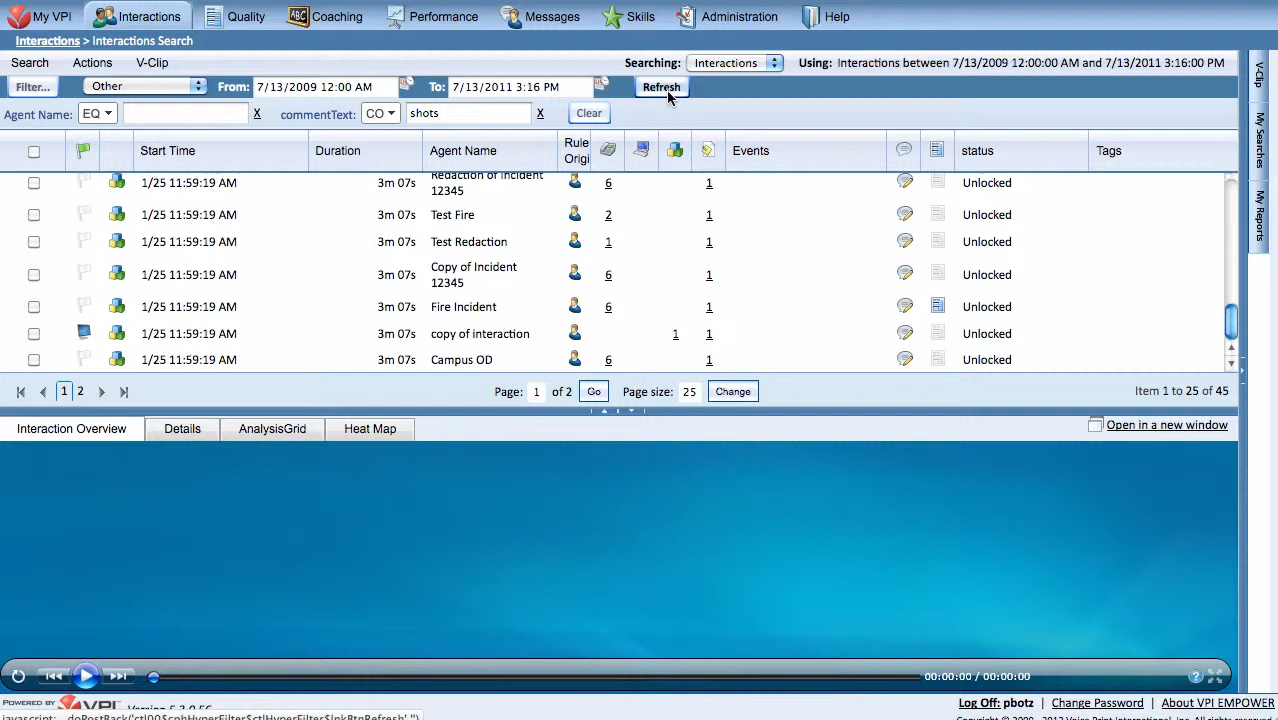 My VPI Interactions Quality ABC Coaching Performance Messages Skills Administration Help
Interactions > Interactions Search
Search Actions V-Clip Searching: Interactions Using: Interactions between 7/13/2009 12:00:00 AM and 7/13/2011 3:16:00 PM
Filter... Other From: 7/13/2009 12:00 AM To: 7/13/2011 3:16 PM Refresh
Agent Name: EQ X commentText: CO shots X Clear
Start Time Duration Agent Name Rule Origi Events status Tags
1/25 11:59:19 AM 3m 07s Redaction of Incident 12345 6 1 Unlocked
1/25 11:59:19 AM 3m 07s Test Fire 2 1 Unlocked
1/25 11:59:19 AM 3m 07s Test Redaction 1 1 Unlocked
1/25 11:59:19 AM 3m 07s Copy of Incident 12345 6 1 Unlocked
1/25 11:59:19 AM 3m 07s Fire Incident 6 1 Unlocked
1/25 11:59:19 AM 3m 07s copy of interaction 1 1 Unlocked
1/25 11:59:19 AM 3m 07s Campus OD 6 1 Unlocked
1 2 Page: 1 of 2 Go Page size: 25 Change Item 1 to 25 of 45
Interaction Overview Details AnalysisGrid Heat Map Open in a new window
V-Clip
My Searches
My Reports
00:00:00 / 00:00:00 ?
POWERED BY VPI Log Off: pbotz | Change Password | About VPI EMPOWER